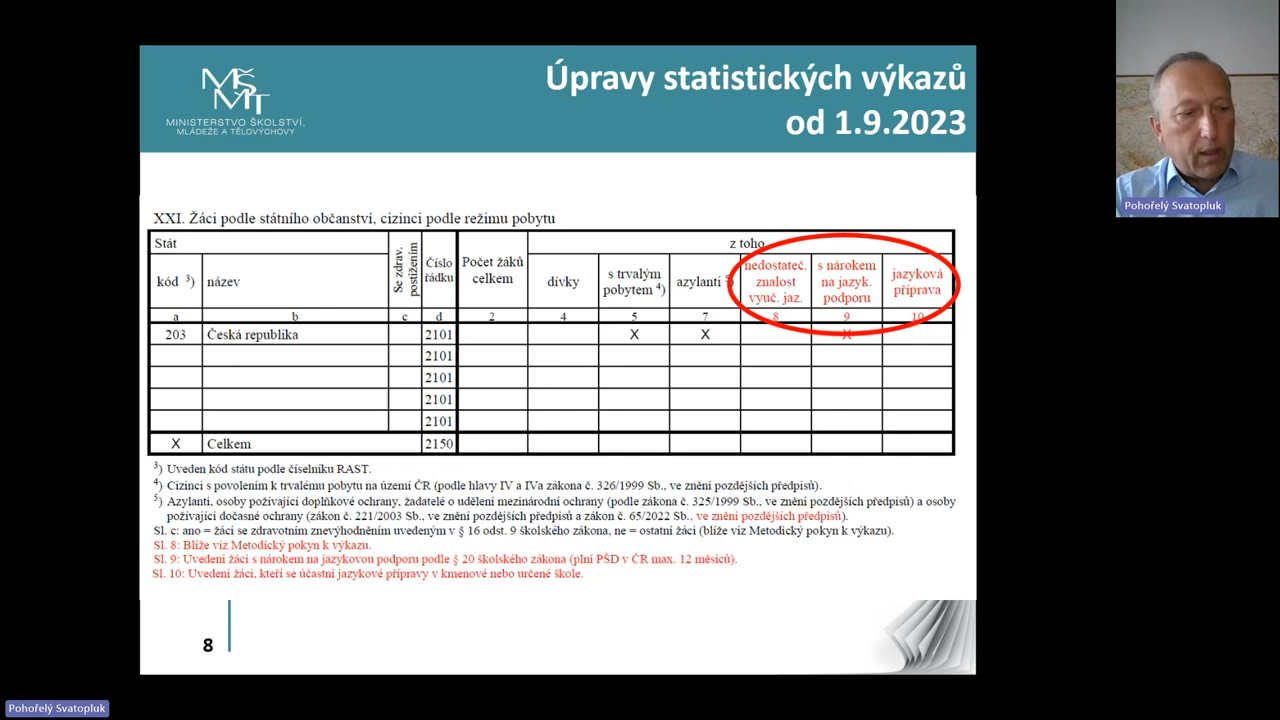 MŠMT
MINISTERSTVO ŠKOLSTVÍ,
MLÁDEŽE A TĚLOVÝCHOVY
Úpravy statistických výkazů
od 1.9.2023
Pohořelý Svatopluk
XXI. Žáci podle státního občanství, cizinci podle režimu pobytu
Stát
z toho
kód ³)
název
Se zdrav.
postižením
Číslo
řádku
Počet žáků
celkem
dívky
s trvalým
pobytem ⁴)
azylanti ⁵)
nedostateč.
znalost
vyuč. jaz.
s nárokem
na jazyk.
podporu
jazyková
příprava
a b c d 2 4 5 7 8 9 10
203 Česká republika 2101 X X X
2101
2101
2101
2101
X Celkem 2150
³) Uveden kód státu podle číselníku RAST.
⁴) Cizinci s povolením k trvalému pobytu na území ČR (podle hlavy IV a IVa zákona č. 326/1999 Sb., ve znění pozdějších předpisů).
⁵) Azylanti, osoby požívající doplňkové ochrany, žadatelé o udělení mezinárodní ochrany (podle zákona č. 325/1999 Sb., ve znění pozdějších předpisů) a osoby
požívající dočasné ochrany (zákon č. 221/2003 Sb., ve znění pozdějších předpisů a zákon č. 65/2022 Sb., ve znění pozdějších předpisů).
Sl. c: ano = žáci se zdravotním znevýhodněním uvedeným v § 16 odst. 9 školského zákona, ne = ostatní žáci (blíže viz Metodický pokyn k výkazu).
Sl. 8: Blíže viz Metodický pokyn k výkazu.
Sl. 9: Uvedení žáci s nárokem na jazykovou podporu podle § 20 školského zákona (plní PŠD v ČR max. 12 měsíců).
Sl. 10: Uvedeni žáci, kteří se účastní jazykové přípravy v kmenové nebo určené škole.
8
Pohořelý Svatopluk